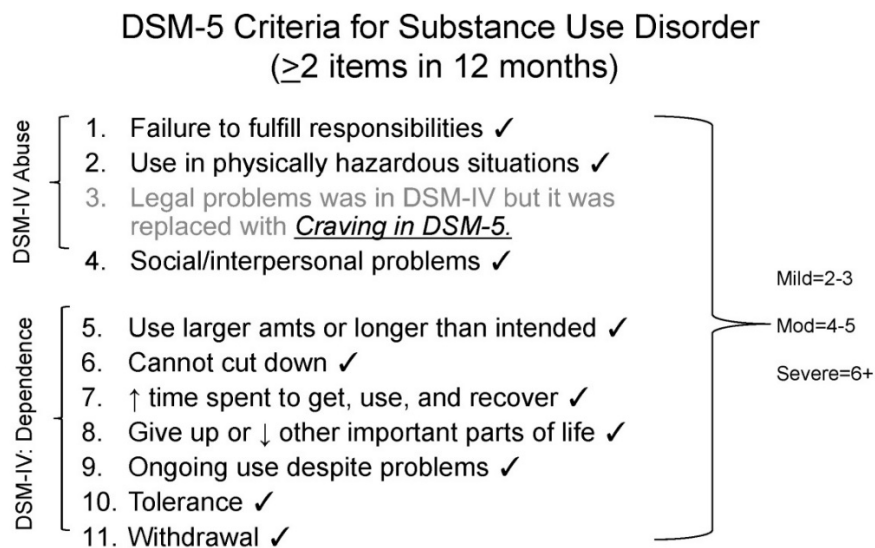 DSM-5 Criteria for Substance Use Disorder
(≥2 items in 12 months)
DSM-IV Abuse
1. Failure to fulfill responsibilities ✓
2. Use in physically hazardous situations ✓
3. Legal problems was in DSM-IV but it was
replaced with Craving in DSM-5.
4. Social/interpersonal problems ✓
DSM-IV: Dependence
5. Use larger amts or longer than intended ✓
6. Cannot cut down ✓
7. ↑ time spent to get, use, and recover ✓
8. Give up or ↓ other important parts of life ✓
9. Ongoing use despite problems ✓
10. Tolerance ✓
11. Withdrawal ✓
Mild=2-3
Mod=4-5
Severe=6+